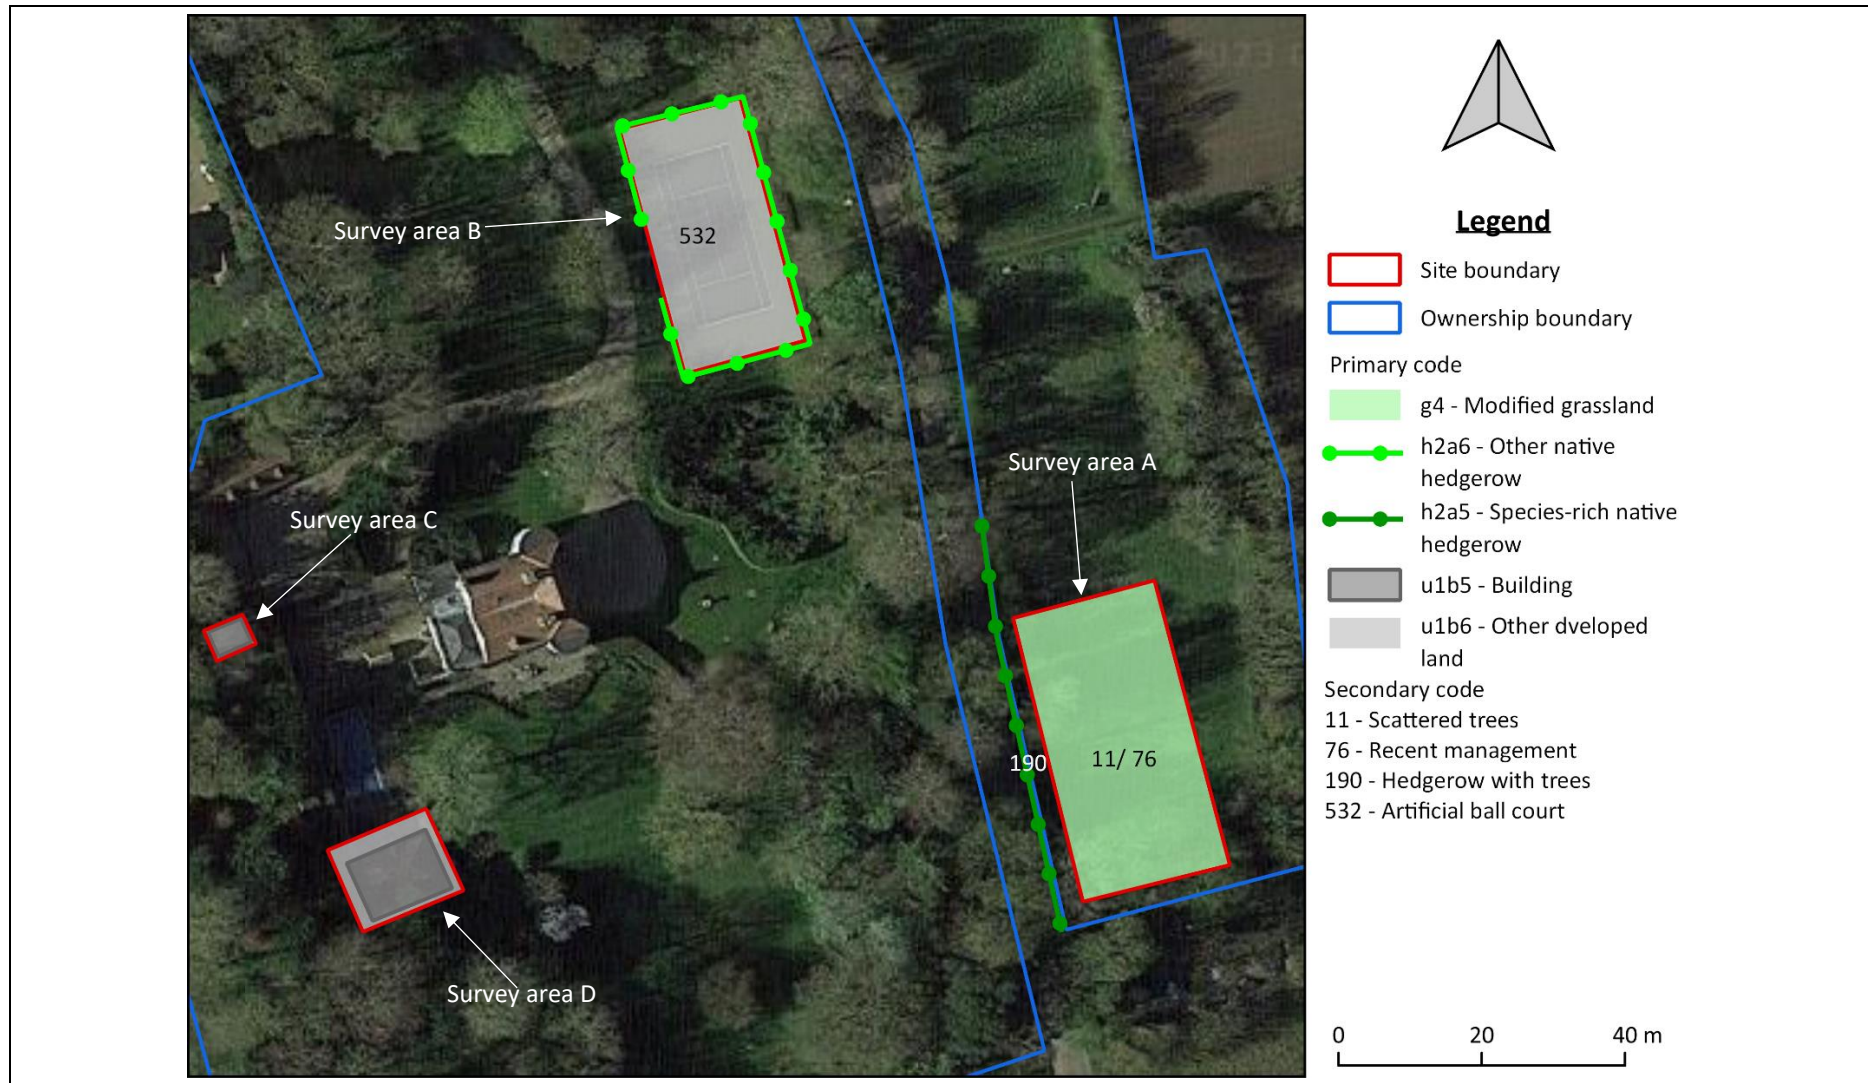 Survey area B
532
Survey area A
Survey area C
190
11/ 76
Survey area D
Legend
Site boundary
Ownership boundary
Primary code
g4 - Modified grassland
h2a6 - Other native
hedgerow
h2a5 - Species-rich native
hedgerow
u1b5 - Building
u1b6 - Other dveloped
land
Secondary code
11 - Scattered trees
76 - Recent management
190 - Hedgerow with trees
532 - Artificial ball court
0 20 40 m